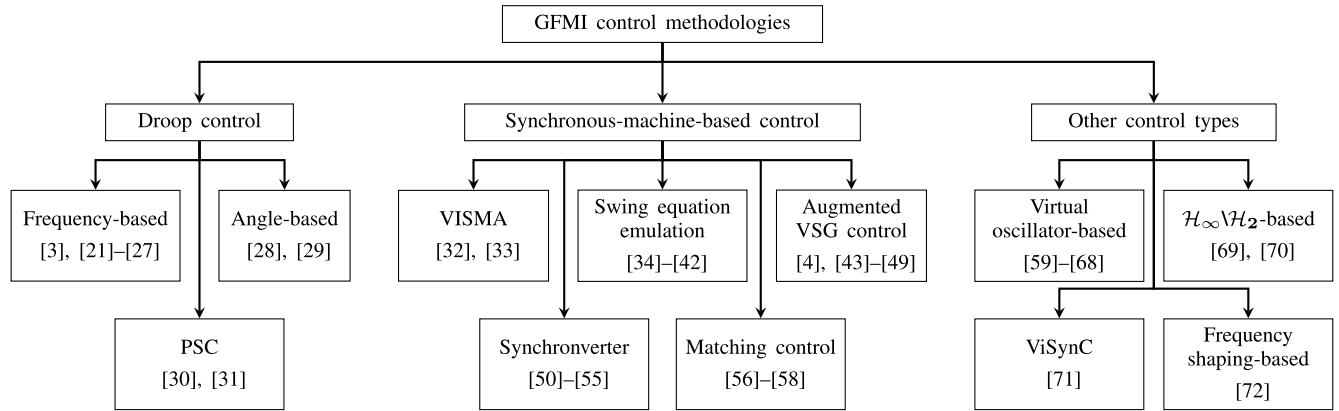 GFMI control methodologies
Droop control
Synchronous-machine-based control
Other control types
Frequency-based
[3], [21]–[27]
Angle-based
[28], [29]
PSC
[30], [31]
VISMA
[32], [33]
Swing equation
emulation
[34]–[42]
Augmented
VSG control
[4], [43]–[49]
Synchronverter
[50]–[55]
Matching control
[56]–[58]
Virtual
oscillator-based
[59]–[68]
ℋ∞\ℋ₂-based
[69], [70]
ViSynC
[71]
Frequency
shaping-based
[72]